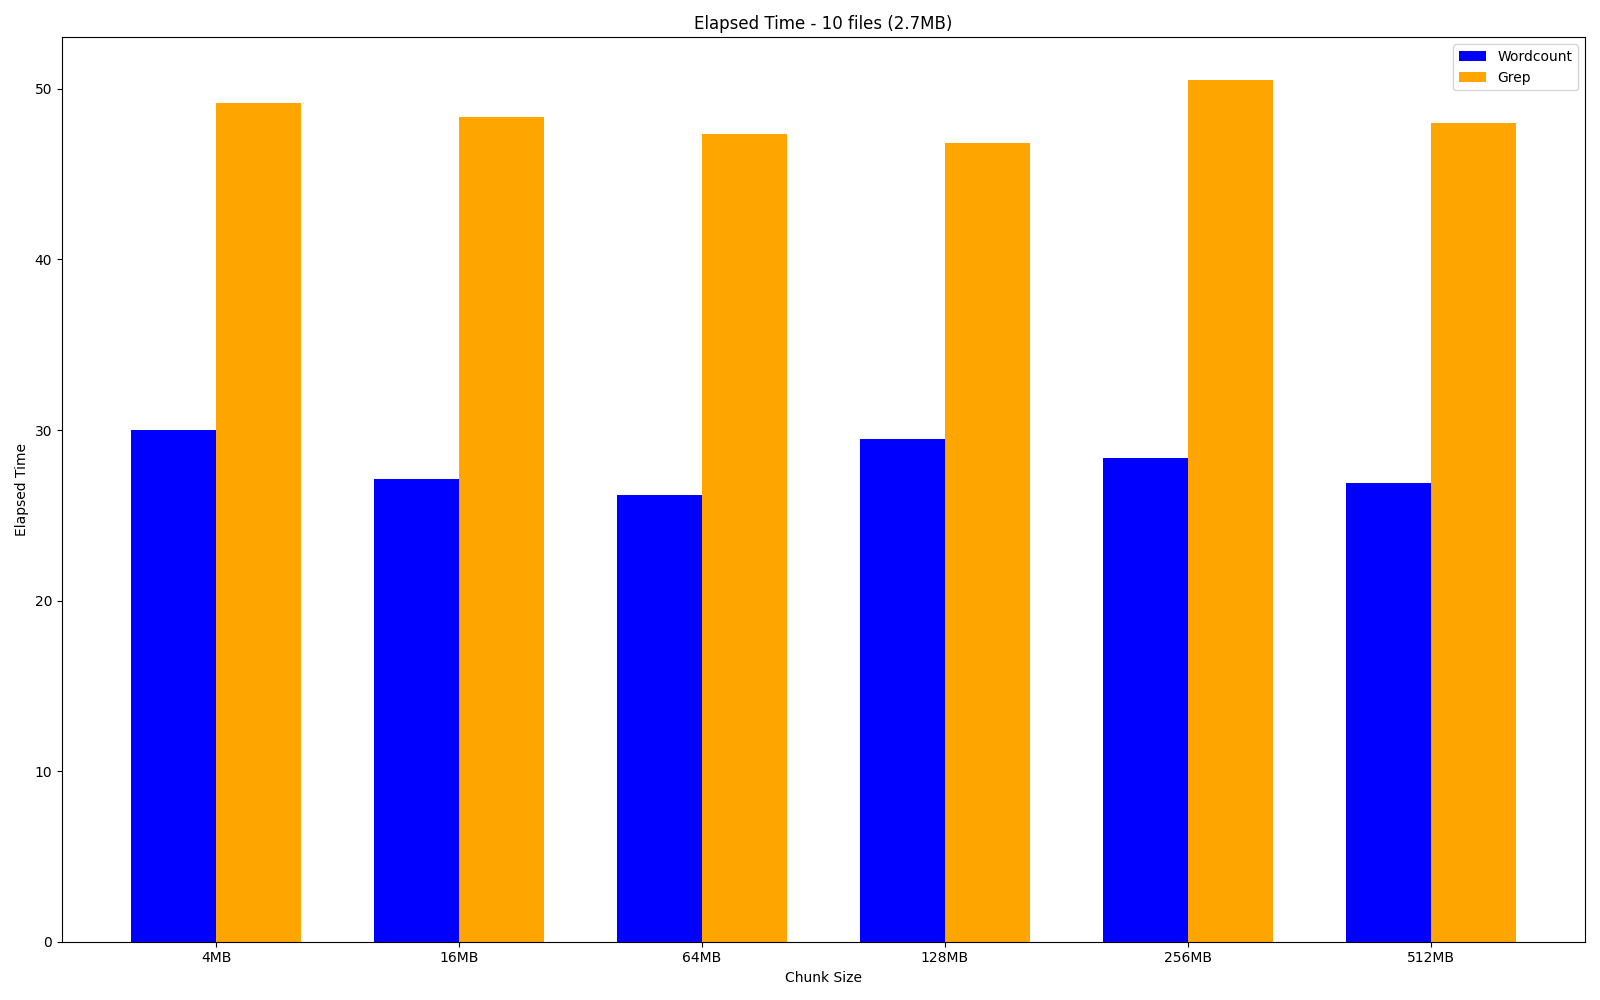 Elapsed Time - 10 files (2.7MB)
Wordcount
Grep
50
40
30
20
10
0
Elapsed Time
4MB
16MB
64MB
128MB
256MB
512MB
Chunk Size